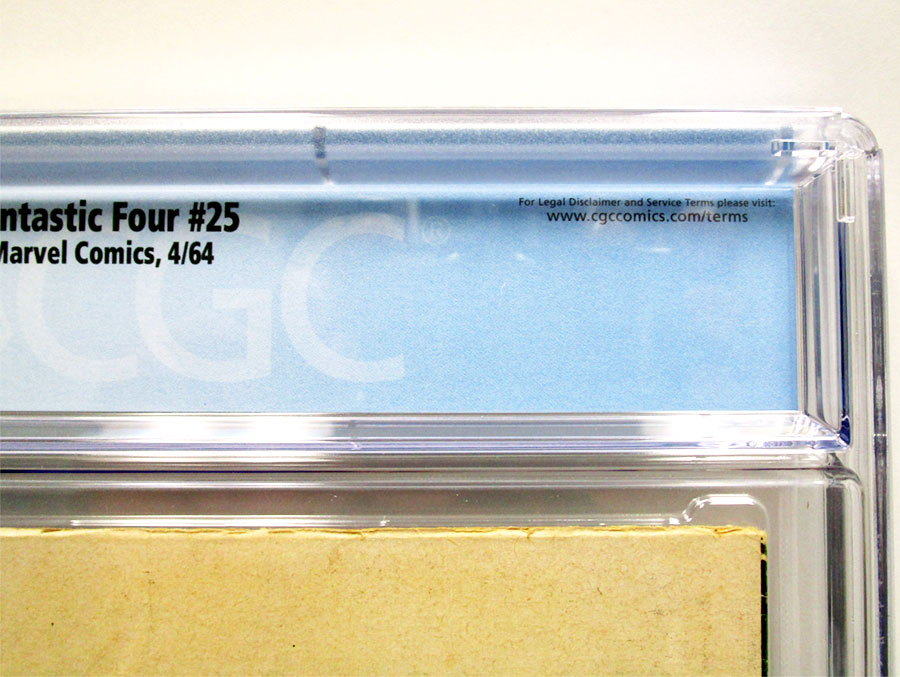 ntastic Four #25
Marvel Comics, 4/64
For Legal Disclaimer and Service Terms please visit:
www.cgccomics.com/terms
CGC®